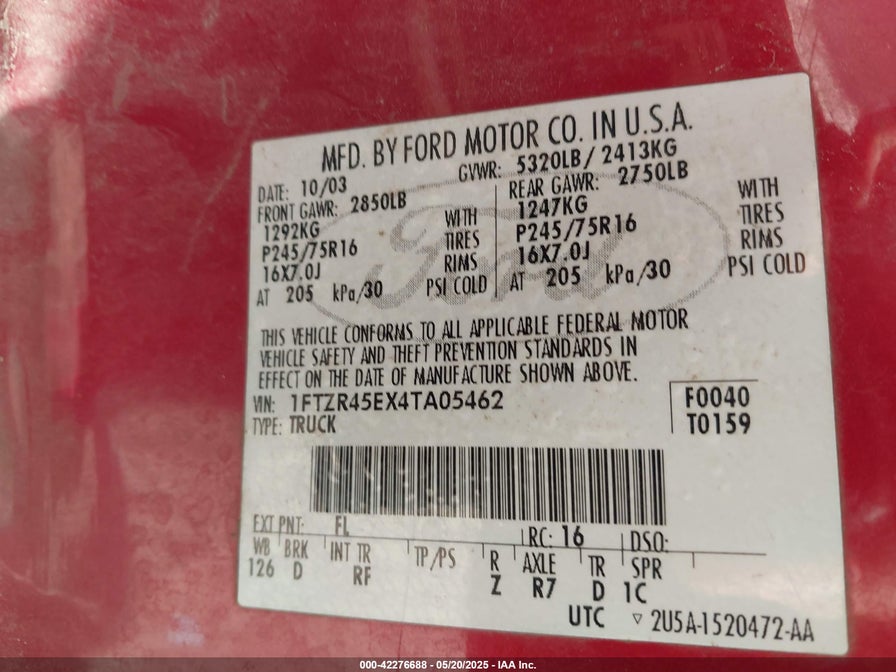 MFD. BY FORD MOTOR CO. IN U.S.A.
DATE: 10/03 GVWR: 5320LB/ 2413KG
FRONT GAWR: 2850LB REAR GAWR: 2750LB
1292KG WITH 1247KG WITH
P245/75R16 TIRES P245/75R16 TIRES
16X7.0J RIMS 16X7.0J RIMS
AT 205 kPa/30 PSI COLD AT 205 kPa/30 PSI COLD
Ford
THIS VEHICLE CONFORMS TO ALL APPLICABLE FEDERAL MOTOR
VEHICLE SAFETY AND THEFT PREVENTION STANDARDS IN
EFFECT ON THE DATE OF MANUFACTURE SHOWN ABOVE.
VIN: 1FTZR45EX4TA05462 F0040
TYPE: TRUCK T0159
EXT PNT: FL RC: 16 DSO:
WB BRK INT TR TP/PS R AXLE TR SPR
126 D RF Z R7 D 1C
UTC ▽ 2U5A-1520472-AA
000-42276688 - 05/20/2025 - IAA Inc.